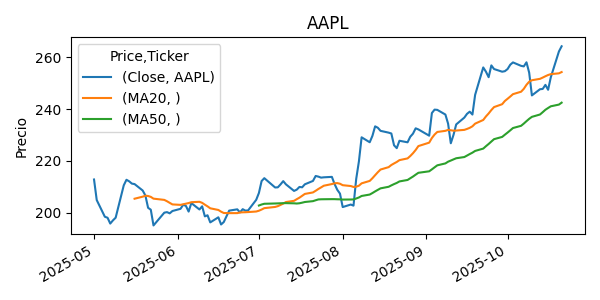 AAPL
Price,Ticker
(Close, AAPL)
(MA20, )
(MA50, )
Precio
260
240
220
200
2025-05
2025-06
2025-07
2025-08
2025-09
2025-10